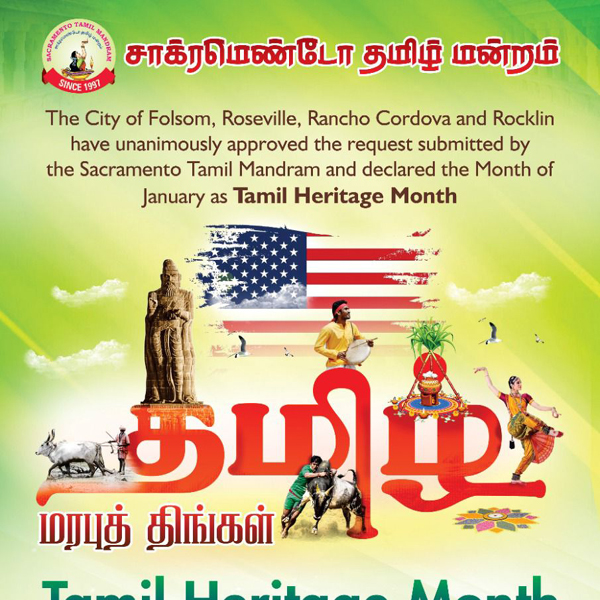 SACRAMENTO TAMIL MANDRAM
SINCE 1997
சாக்ரமெண்டோ தமிழ் மன்றம்
The City of Folsom, Roseville, Rancho Cordova and Rocklin
have unanimously approved the request submitted by
the Sacramento Tamil Mandram and declared the Month of
January as Tamil Heritage Month
தமிழ்
மரபுத் திங்கள்
Tamil Heritage Month